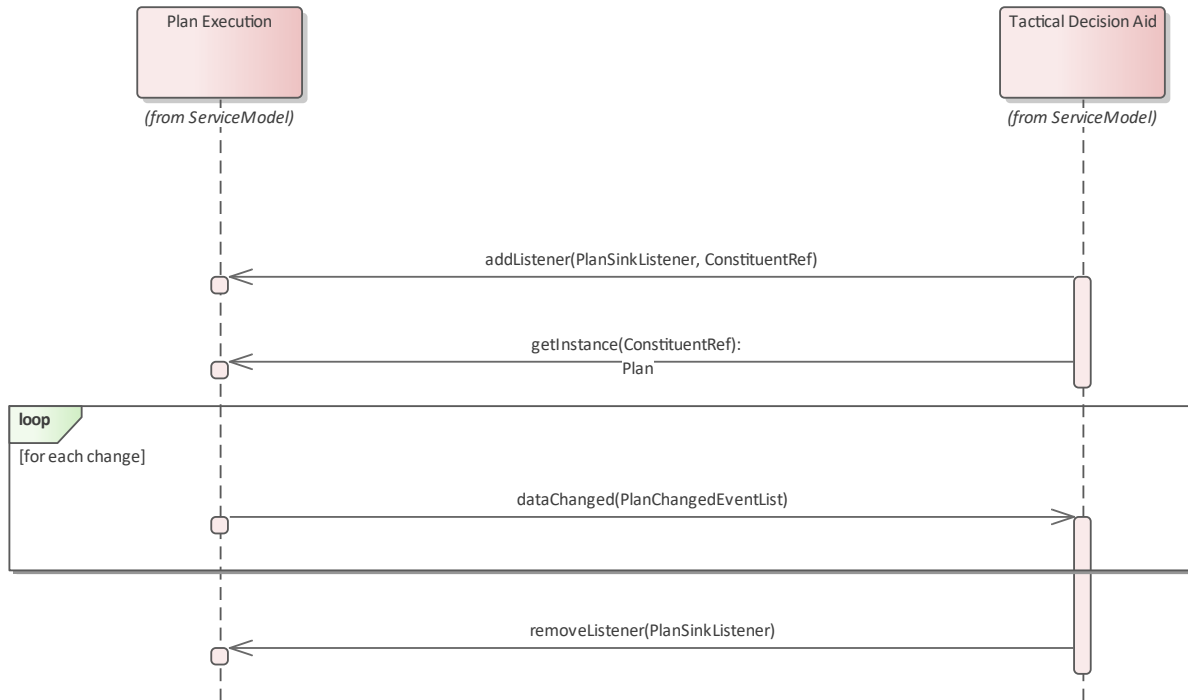 Plan Execution
Tactical Decision Aid
(from ServiceModel)
(from ServiceModel)
addListener(PlanSinkListener, ConstituentRef)
getInstance(ConstituentRef):
Plan
loop
[for each change]
dataChanged(PlanChangedEventList)
removeListener(PlanSinkListener)